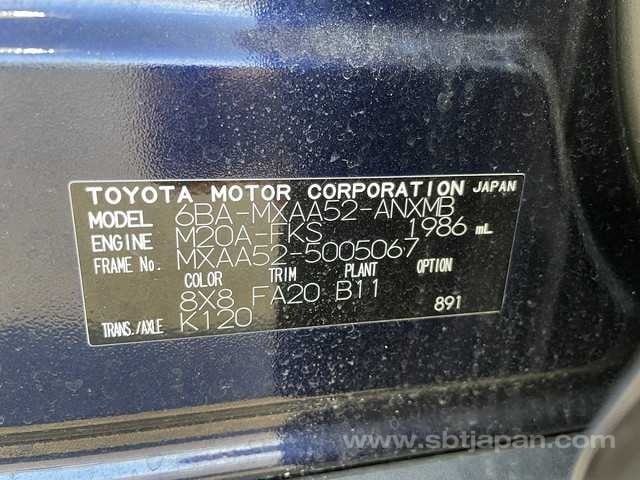 TOYOTA MOTOR CORPORATION JAPAN
MODEL 6BA-MXAA52-ANXMB
ENGINE M20A-FKS 1986 mL
FRAME No. MXAA52-5005067
COLOR TRIM PLANT OPTION
8X8 FA20 B11 891
TRANS./AXLE K120
www.sbtjapan.com